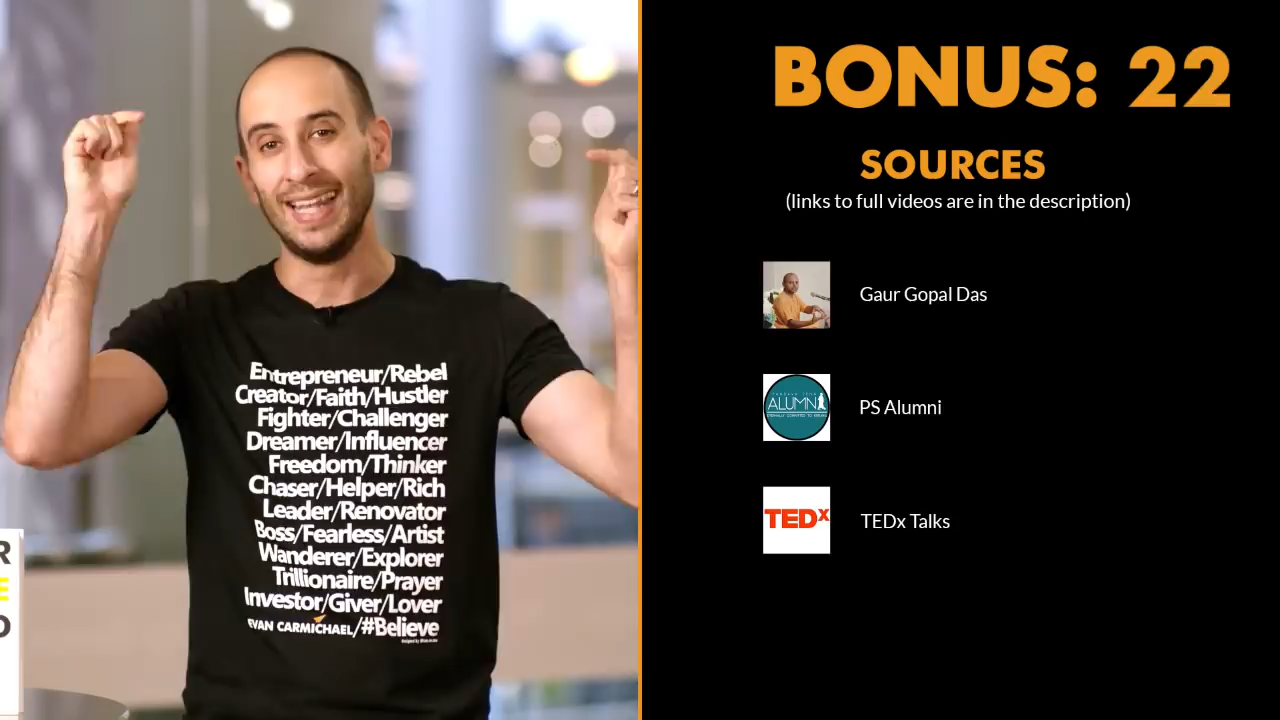 Entrepreneur/Rebel
Creator/Faith/Hustler
Fighter/Challenger
Dreamer/Influencer
Freedom/Thinker
Chaser/Helper/Rich
Leader/Renovator
Boss/Fearless/Artist
Wanderer/Explorer
Trillionaire/Prayer
Investor/Giver/Lover
EVAN CARMICHAEL/#Believe
R
E
O
BONUS: 22
SOURCES
(links to full videos are in the description)
Gaur Gopal Das
ALUMNI
PS Alumni
TEDx
TEDx Talks